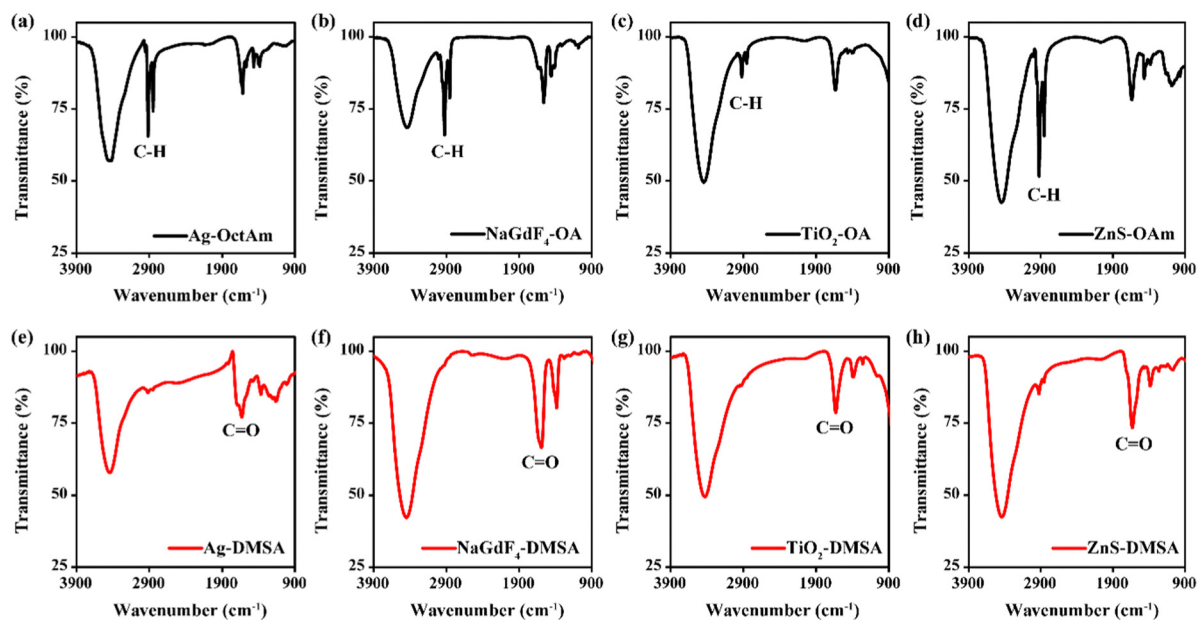 (a)
100
75
50
25
Transmittance (%)
C-H
Ag-OctAm
3900 2900 1900 900
Wavenumber (cm⁻¹)
(b)
100
75
50
25
Transmittance (%)
C-H
NaGdF₄-OA
3900 2900 1900 900
Wavenumber (cm⁻¹)
(c)
100
75
50
25
Transmittance (%)
C-H
TiO₂-OA
3900 2900 1900 900
Wavenumber (cm⁻¹)
(d)
100
75
50
25
Transmittance (%)
C-H
ZnS-OAm
3900 2900 1900 900
Wavenumber (cm⁻¹)
(e)
100
75
50
25
Transmittance (%)
C=O
Ag-DMSA
3900 2900 1900 900
Wavenumber (cm⁻¹)
(f)
100
75
50
25
Transmittance (%)
C=O
NaGdF₄-DMSA
3900 2900 1900 900
Wavenumber (cm⁻¹)
(g)
100
75
50
25
Transmittance (%)
C=O
TiO₂-DMSA
3900 2900 1900 900
Wavenumber (cm⁻¹)
(h)
100
75
50
25
Transmittance (%)
C=O
ZnS-DMSA
3900 2900 1900 900
Wavenumber (cm⁻¹)